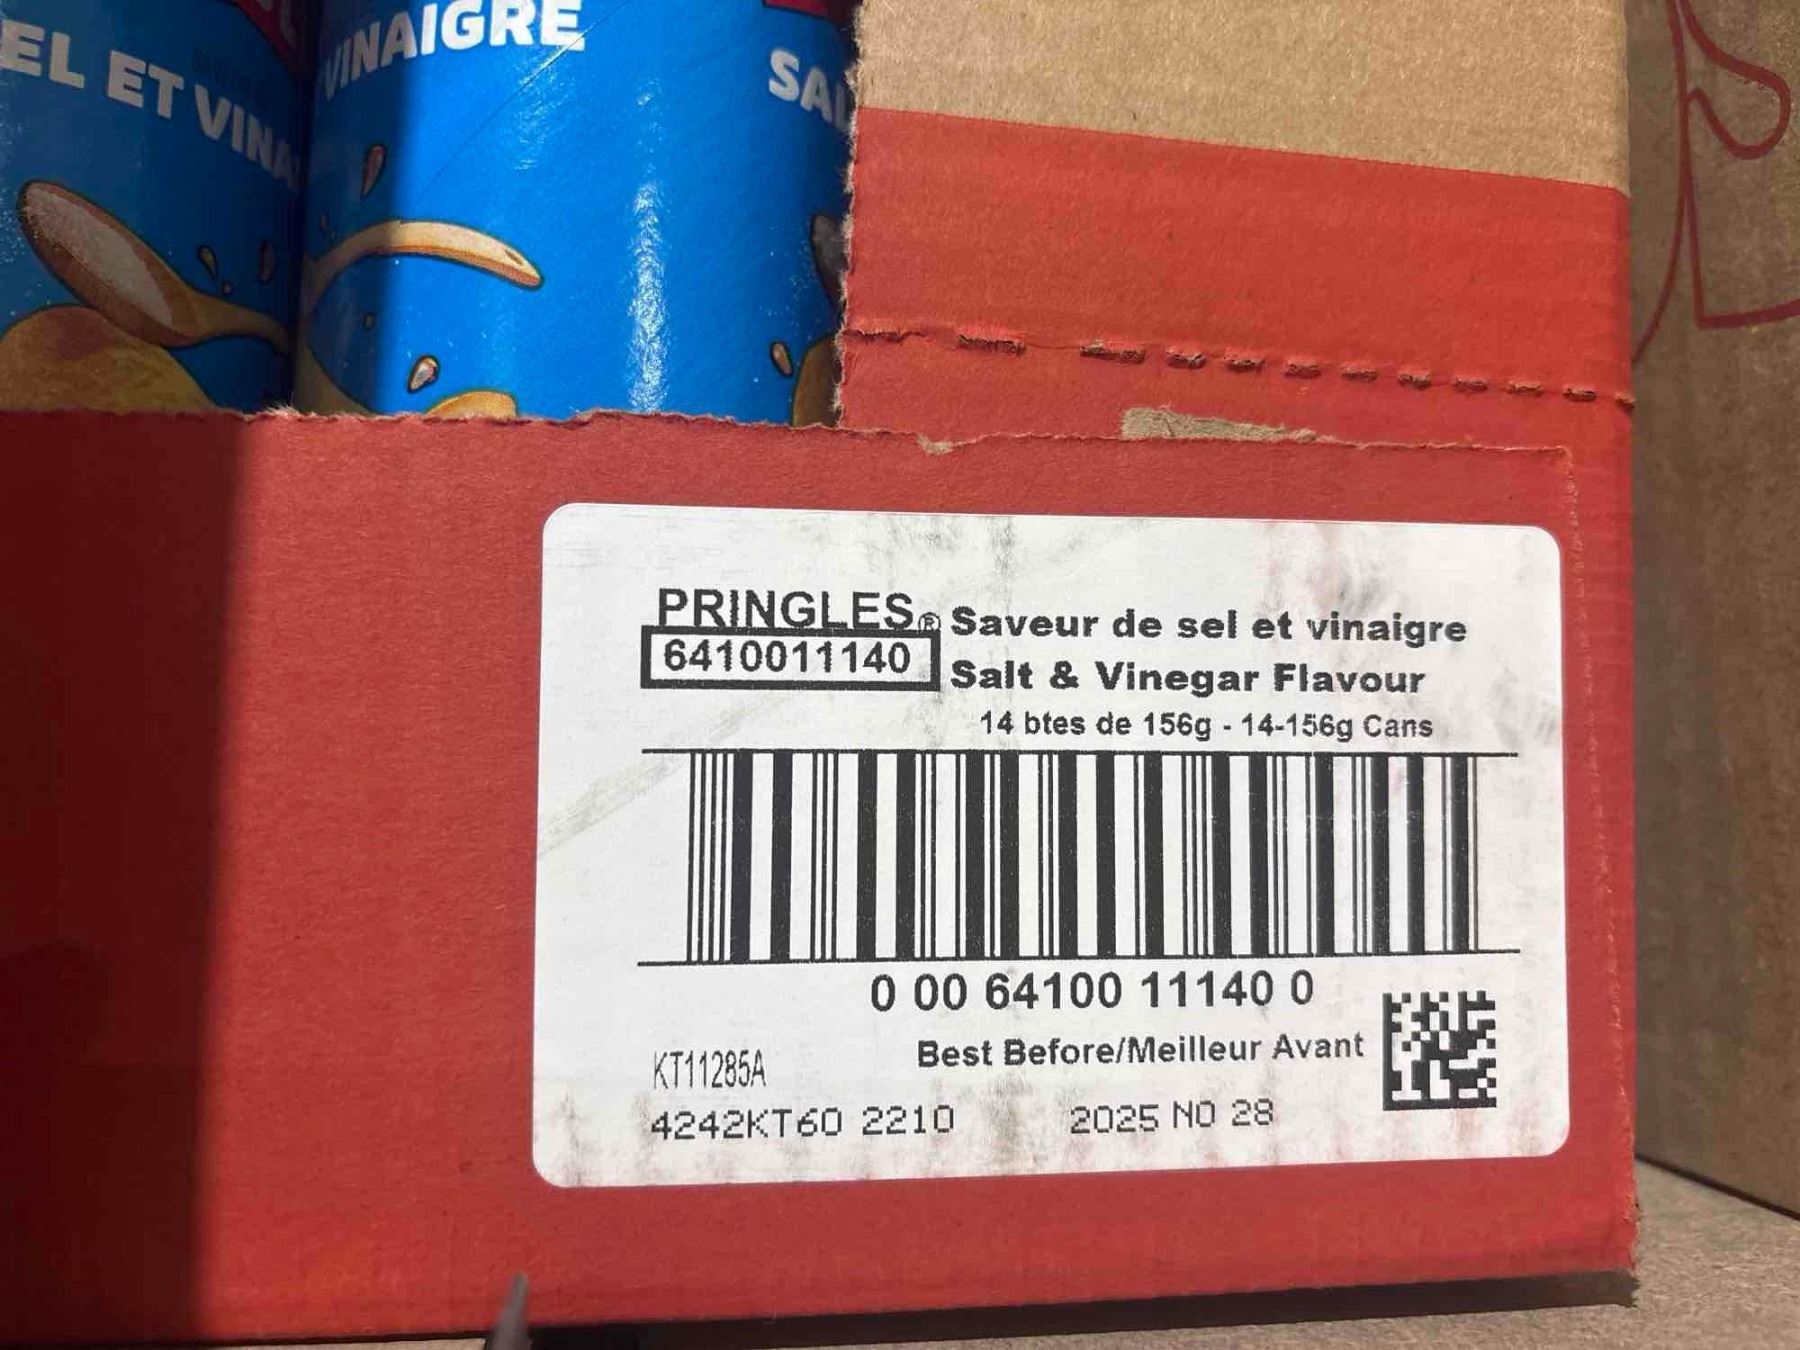 EL ET VINA
VINAIGRE
SAL
PRINGLES®
6410011140
Saveur de sel et vinaigre
Salt & Vinegar Flavour
14 btes de 156g - 14-156g Cans
0 00 64100 11140 0
Best Before/Meilleur Avant
KT11285A
4242KT60 2210
2025 NO 28